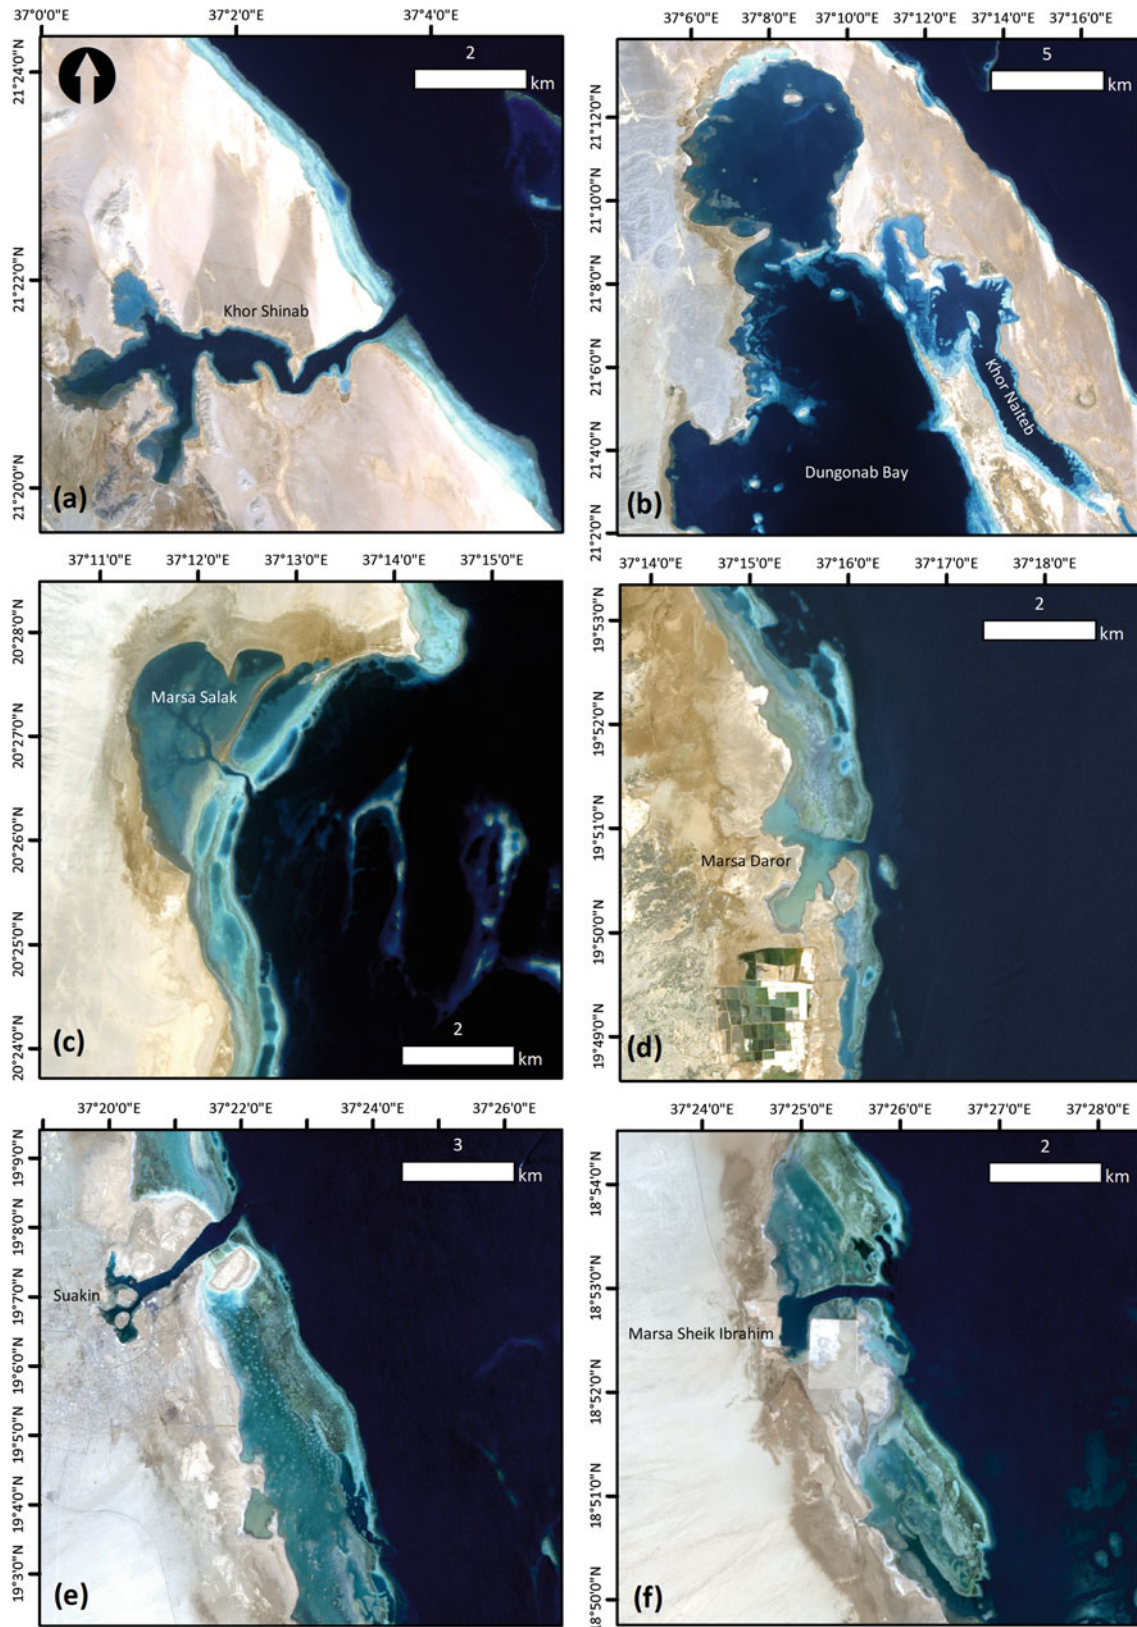 37°0'0"E 37°2'0"E 37°4'0"E
21°24'0"N
21°22'0"N
21°20'0"N
2
km
Khor Shinab
(a)
37°6'0"E 37°8'0"E 37°10'0"E 37°12'0"E 37°14'0"E 37°16'0"E
21°12'0"N
21°10'0"N
21°8'0"N
21°6'0"N
21°4'0"N
21°2'0"N
5
km
Khor Naiteb
Dungonab Bay
(b)
37°11'0"E 37°12'0"E 37°13'0"E 37°14'0"E 37°15'0"E
20°28'0"N
20°27'0"N
20°26'0"N
20°25'0"N
20°24'0"N
Marsa Salak
2
km
(c)
37°14'0"E 37°15'0"E 37°16'0"E 37°17'0"E 37°18'0"E
19°53'0"N
19°52'0"N
19°51'0"N
19°50'0"N
19°49'0"N
2
km
Marsa Daror
(d)
37°20'0"E 37°22'0"E 37°24'0"E 37°26'0"E
19°9'0"N
19°8'0"N
19°7'0"N
19°6'0"N
19°5'0"N
19°4'0"N
19°3'0"N
3
km
Suakin
(e)
37°24'0"E 37°25'0"E 37°26'0"E 37°27'0"E 37°28'0"E
18°54'0"N
18°53'0"N
18°52'0"N
18°51'0"N
18°50'0"N
2
km
Marsa Sheik Ibrahim
(f)